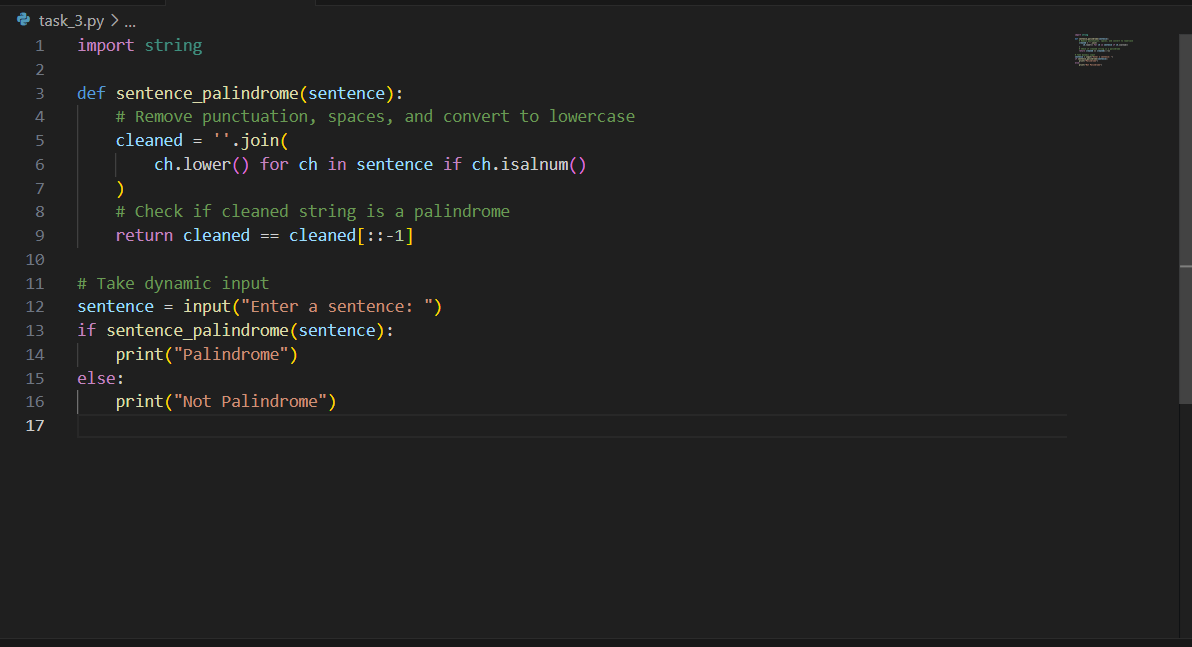 task_3.py > ...
1 import string
2
3 def sentence_palindrome(sentence):
4     # Remove punctuation, spaces, and convert to lowercase
5     cleaned = ''.join(
6         ch.lower() for ch in sentence if ch.isalnum()
7     )
8     # Check if cleaned string is a palindrome
9     return cleaned == cleaned[::-1]
10
11 # Take dynamic input
12 sentence = input("Enter a sentence: ")
13 if sentence_palindrome(sentence):
14     print("Palindrome")
15 else:
16     print("Not Palindrome")
17